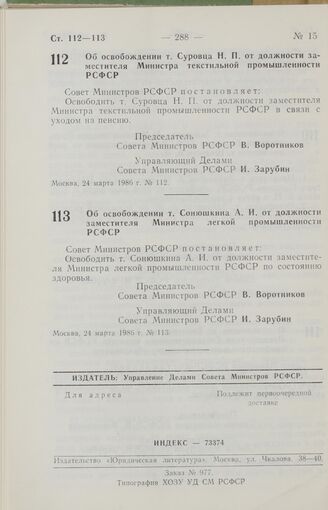 Ст. 112—113 — 288 — № 15
112 Об освобождении т. Суровца Н. П. от должности за-
местителя Министра текстильной промышленности
РСФСР
Совет Министров РСФСР постановляет:
Освободить т. Суровца Н. П. от должности заместителя
Министра текстильной промышленности РСФСР в связи с
уходом на пенсию.
Председатель
Совета Министров РСФСР В. Воротников
Управляющий Делами
Совета Министров РСФСР И. Зарубин
Москва, 24 марта 1986 г. № 112.
113 Об освобождении т. Сонюшкина А. И. от должности
заместителя Министра легкой промышленности
РСФСР
Совет Министров РСФСР постановляет:
Освободить т. Сонюшкина А. И. от должности заместите-
ля Министра легкой промышленности РСФСР по состоянию
здоровья.
Председатель
Совета Министров РСФСР В. Воротников
Управляющий Делами
Совета Министров РСФСР И. Зарубин
Москва, 24 марта 1986 г. № 113.
ИЗДАТЕЛЬ: Управление Делами Совета Министров РСФСР.
Для адреса Подлежит первоочередной
доставке
ИНДЕКС — 73374
Издательство «Юридическая литература». Москва, ул. Чкалова, 38—40.
Заказ № 977.
Типография ХОЗУ УД СМ РСФСР